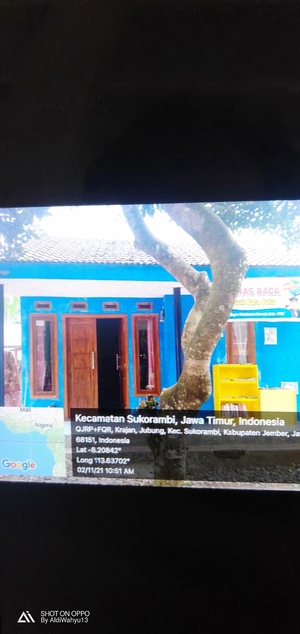 BACA
Mali
Nigeria
Google
Kecamatan Sukorambi, Jawa Timur, Indonesia
QJRP+FQR, Krajan, Jubung, Kec. Sukorambi, Kabupaten Jember, Ja
68151, Indonesia
Lat -8.20842°
Long 113.63702°
02/11/21 10:51 AM
SHOT ON OPPO
By AldiWahyu13